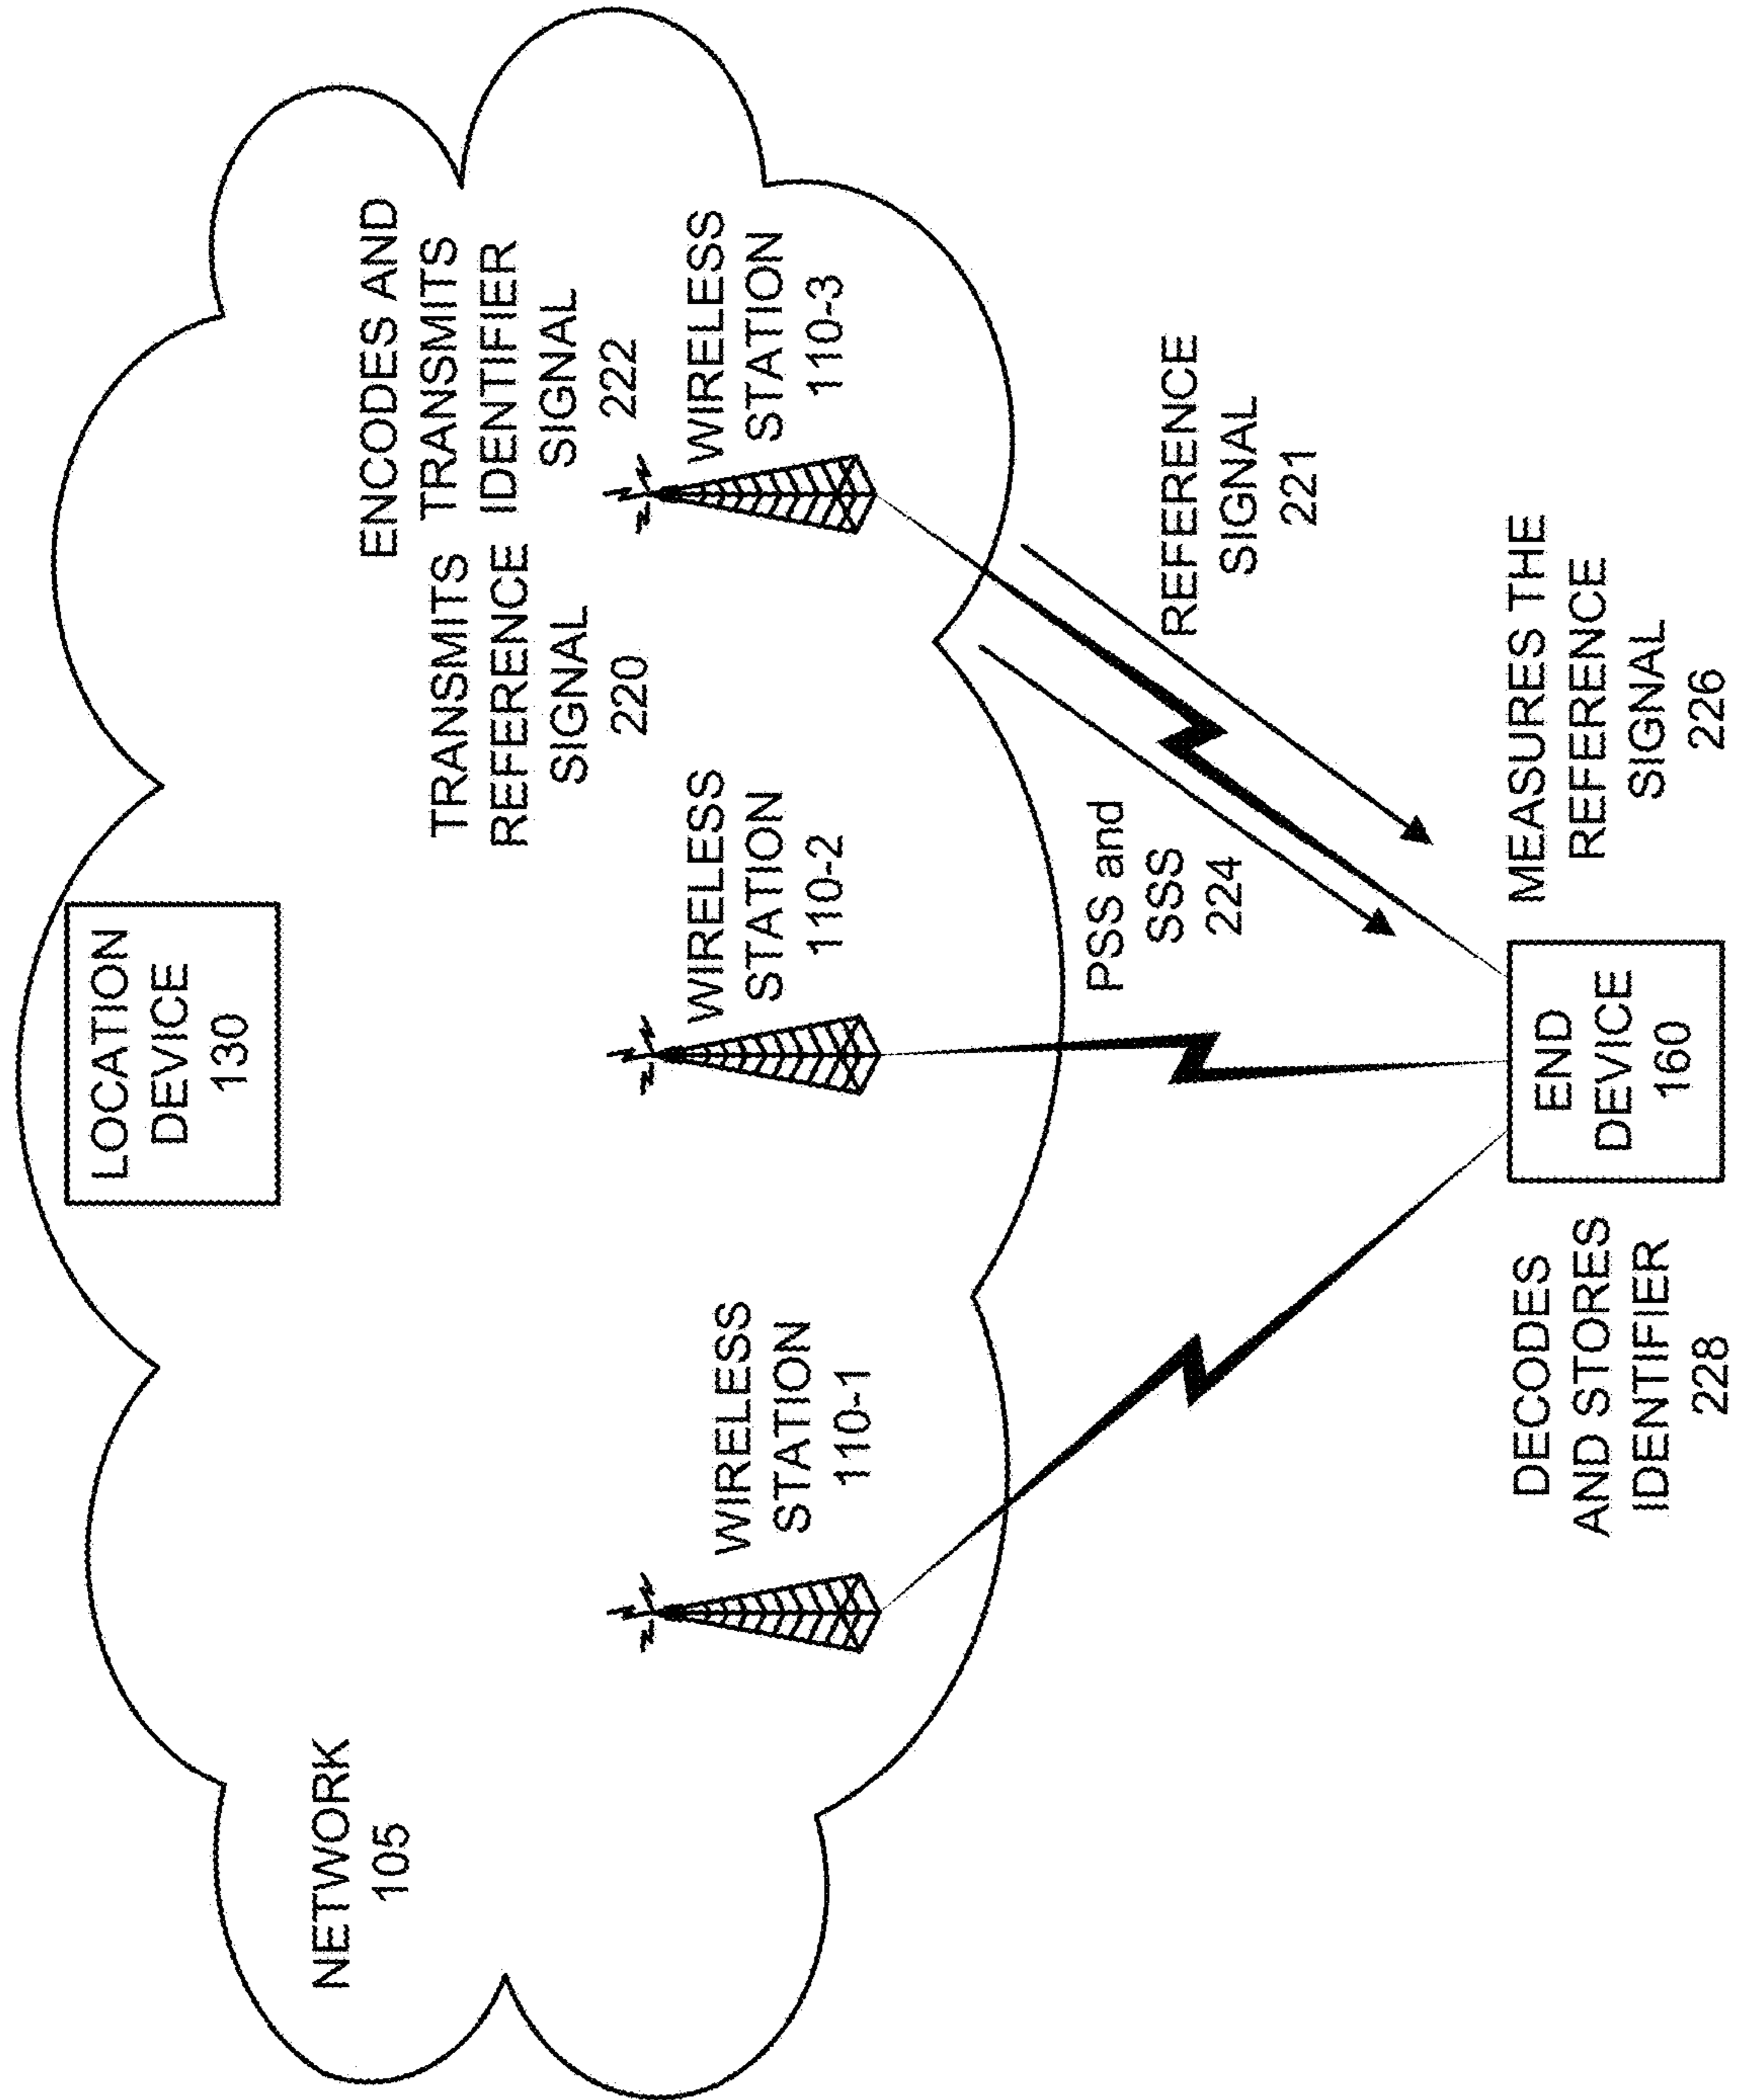 NETWORK
105
LOCATION
DEVICE
130
WIRELESS
STATION
110-1
WIRELESS
STATION
110-2
TRANSMITS
REFERENCE
SIGNAL
220
ENCODES AND
TRANSMITS
IDENTIFIER
SIGNAL
222
WIRELESS
STATION
110-3
PSS and
SSS
224
REFERENCE
SIGNAL
221
DECODES
AND STORES
IDENTIFIER
228
END
DEVICE
160
MEASURES THE
REFERENCE
SIGNAL
226